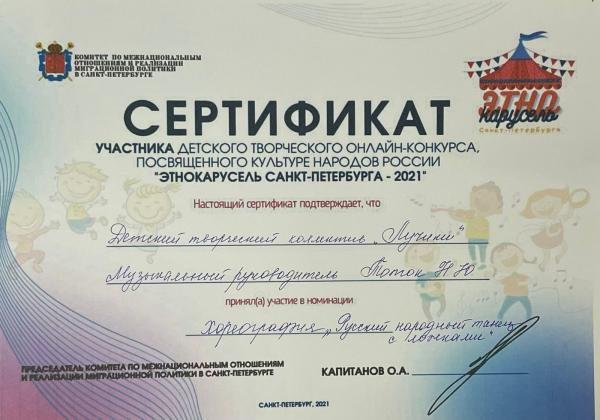 КОМИТЕТ ПО МЕЖНАЦИОНАЛЬНЫМ
ОТНОШЕНИЯМ И РЕАЛИЗАЦИИ
МИГРАЦИОННОЙ ПОЛИТИКИ
В САНКТ-ПЕТЕРБУРГЕ
ЭТНО
карусель
Санкт-Петербурга
СЕРТИФИКАТ
УЧАСТНИКА ДЕТСКОГО ТВОРЧЕСКОГО ОНЛАЙН-КОНКУРСА,
ПОСВЯЩЕННОГО КУЛЬТУРЕ НАРОДОВ РОССИИ
"ЭТНОКАРУСЕЛЬ САНКТ-ПЕТЕРБУРГА - 2021"
Настоящий сертификат подтверждает, что
Детский творческий коллектив „Лучики"
Музыкальный руководитель Поток Н Ю
принял(а) участие в номинации
Хореография „Русский народный танец
с ложками"
ПРЕДСЕДАТЕЛЬ КОМИТЕТА ПО МЕЖНАЦИОНАЛЬНЫМ ОТНОШЕНИЯМ
И РЕАЛИЗАЦИИ МИГРАЦИОННОЙ ПОЛИТИКИ В САНКТ-ПЕТЕРБУРГЕ
КАПИТАНОВ О.А.
САНКТ-ПЕТЕРБУРГ, 2021